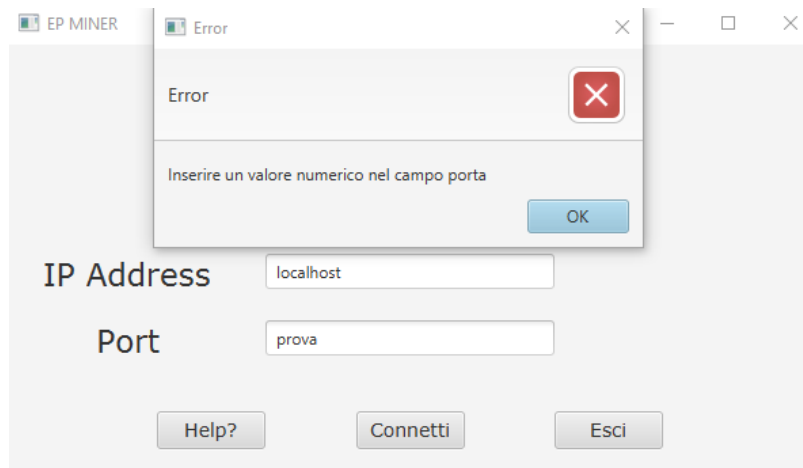 EP MINER
Error
Error
Inserire un valore numerico nel campo porta
OK
IP Address
localhost
Port
prova
Help?
Connetti
Esci